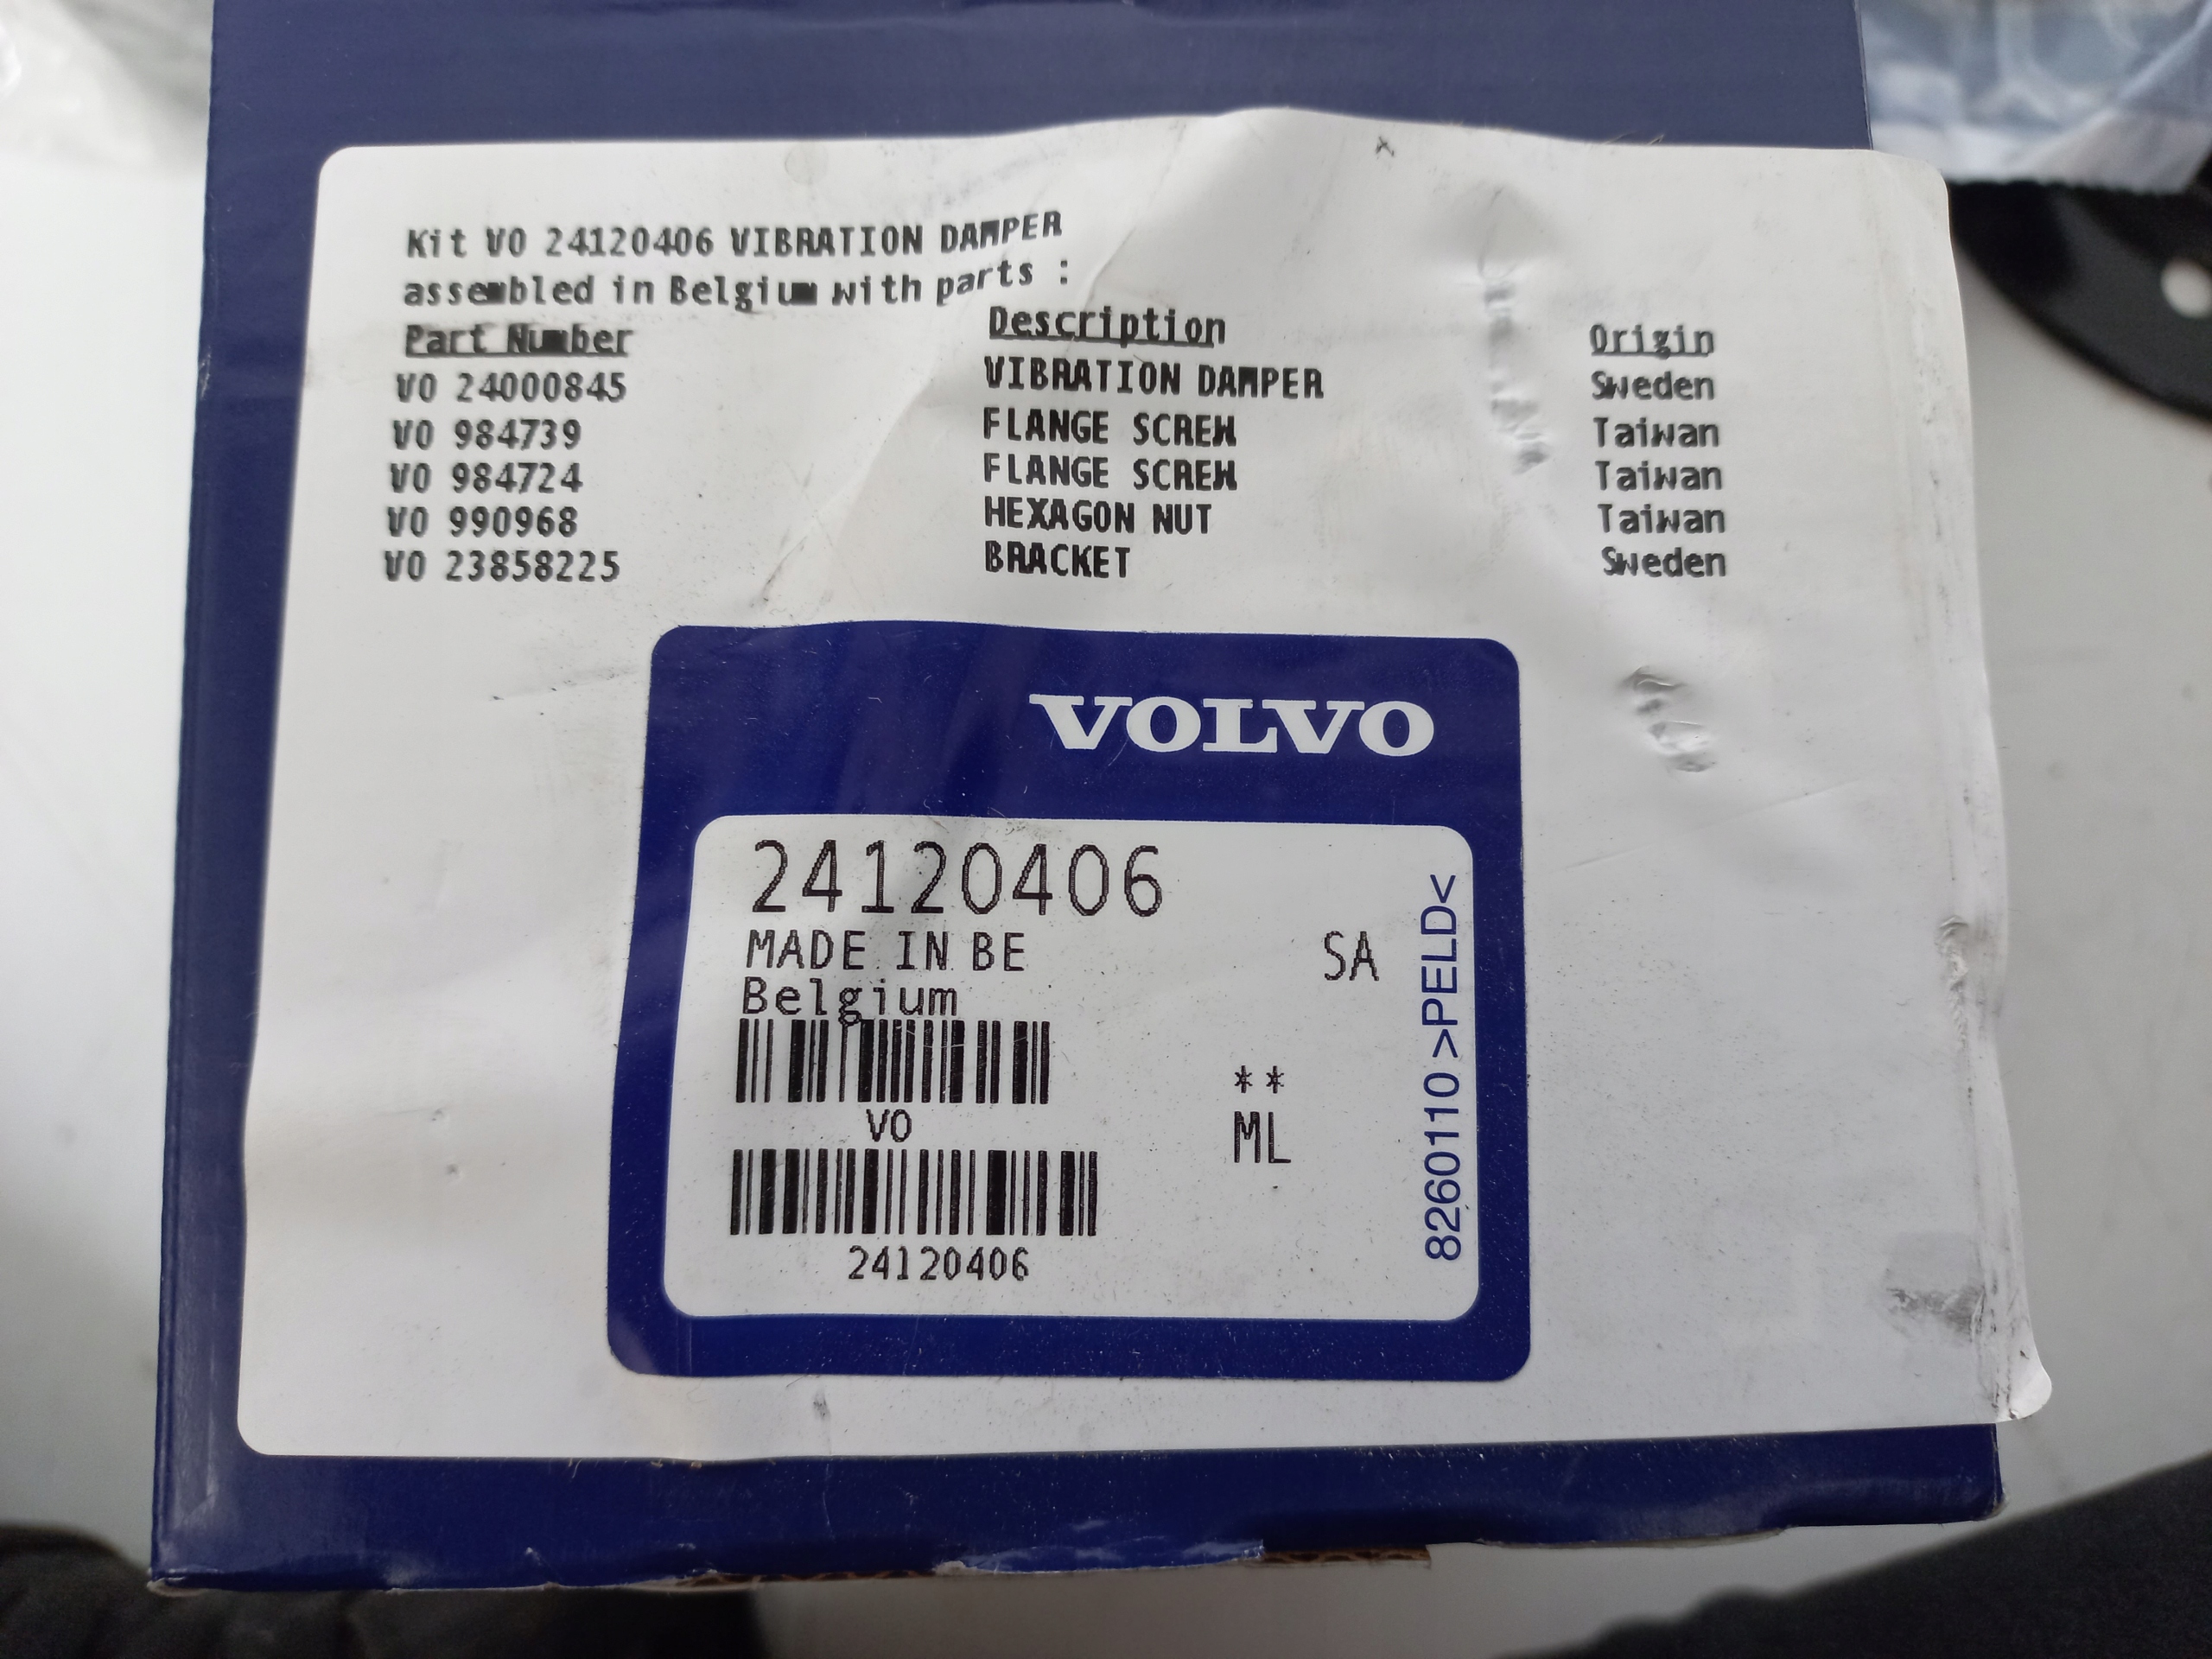 Kit VO 24120406 VIBRATION DAMPER
assembled in Belgium with parts :
Part Number Description Origin
VO 24000845 VIBRATION DAMPER Sweden
VO 984739 FLANGE SCREW Taiwan
VO 984724 FLANGE SCREW Taiwan
VO 990968 HEXAGON NUT Taiwan
VO 23858225 BRACKET Sweden
VOLVO
24120406
MADE IN BE SA
Belgium
**
VO ML
24120406
8260110 >PELD<